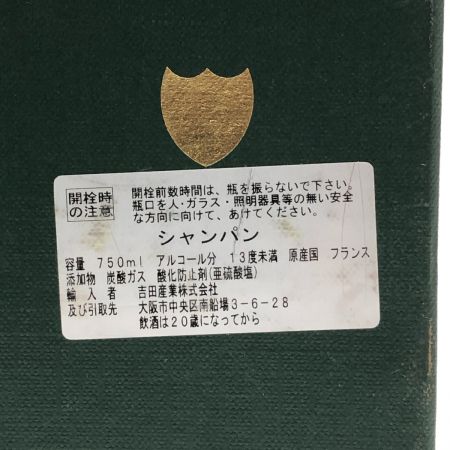 開栓時の注意
開栓前数時間は、瓶を振らないで下さい。
瓶口を人・ガラス・照明器具等の無い安全
な方向に向けて、あけてください。
シャンパン
容量 750ml アルコール分 13度未満 原産国 フランス
添加物 炭酸ガス 酸化防止剤(亜硫酸塩)
輸入者 吉田産業株式会社
及び引取先 大阪市中央区南船場3-6-28
飲酒は20歳になってから